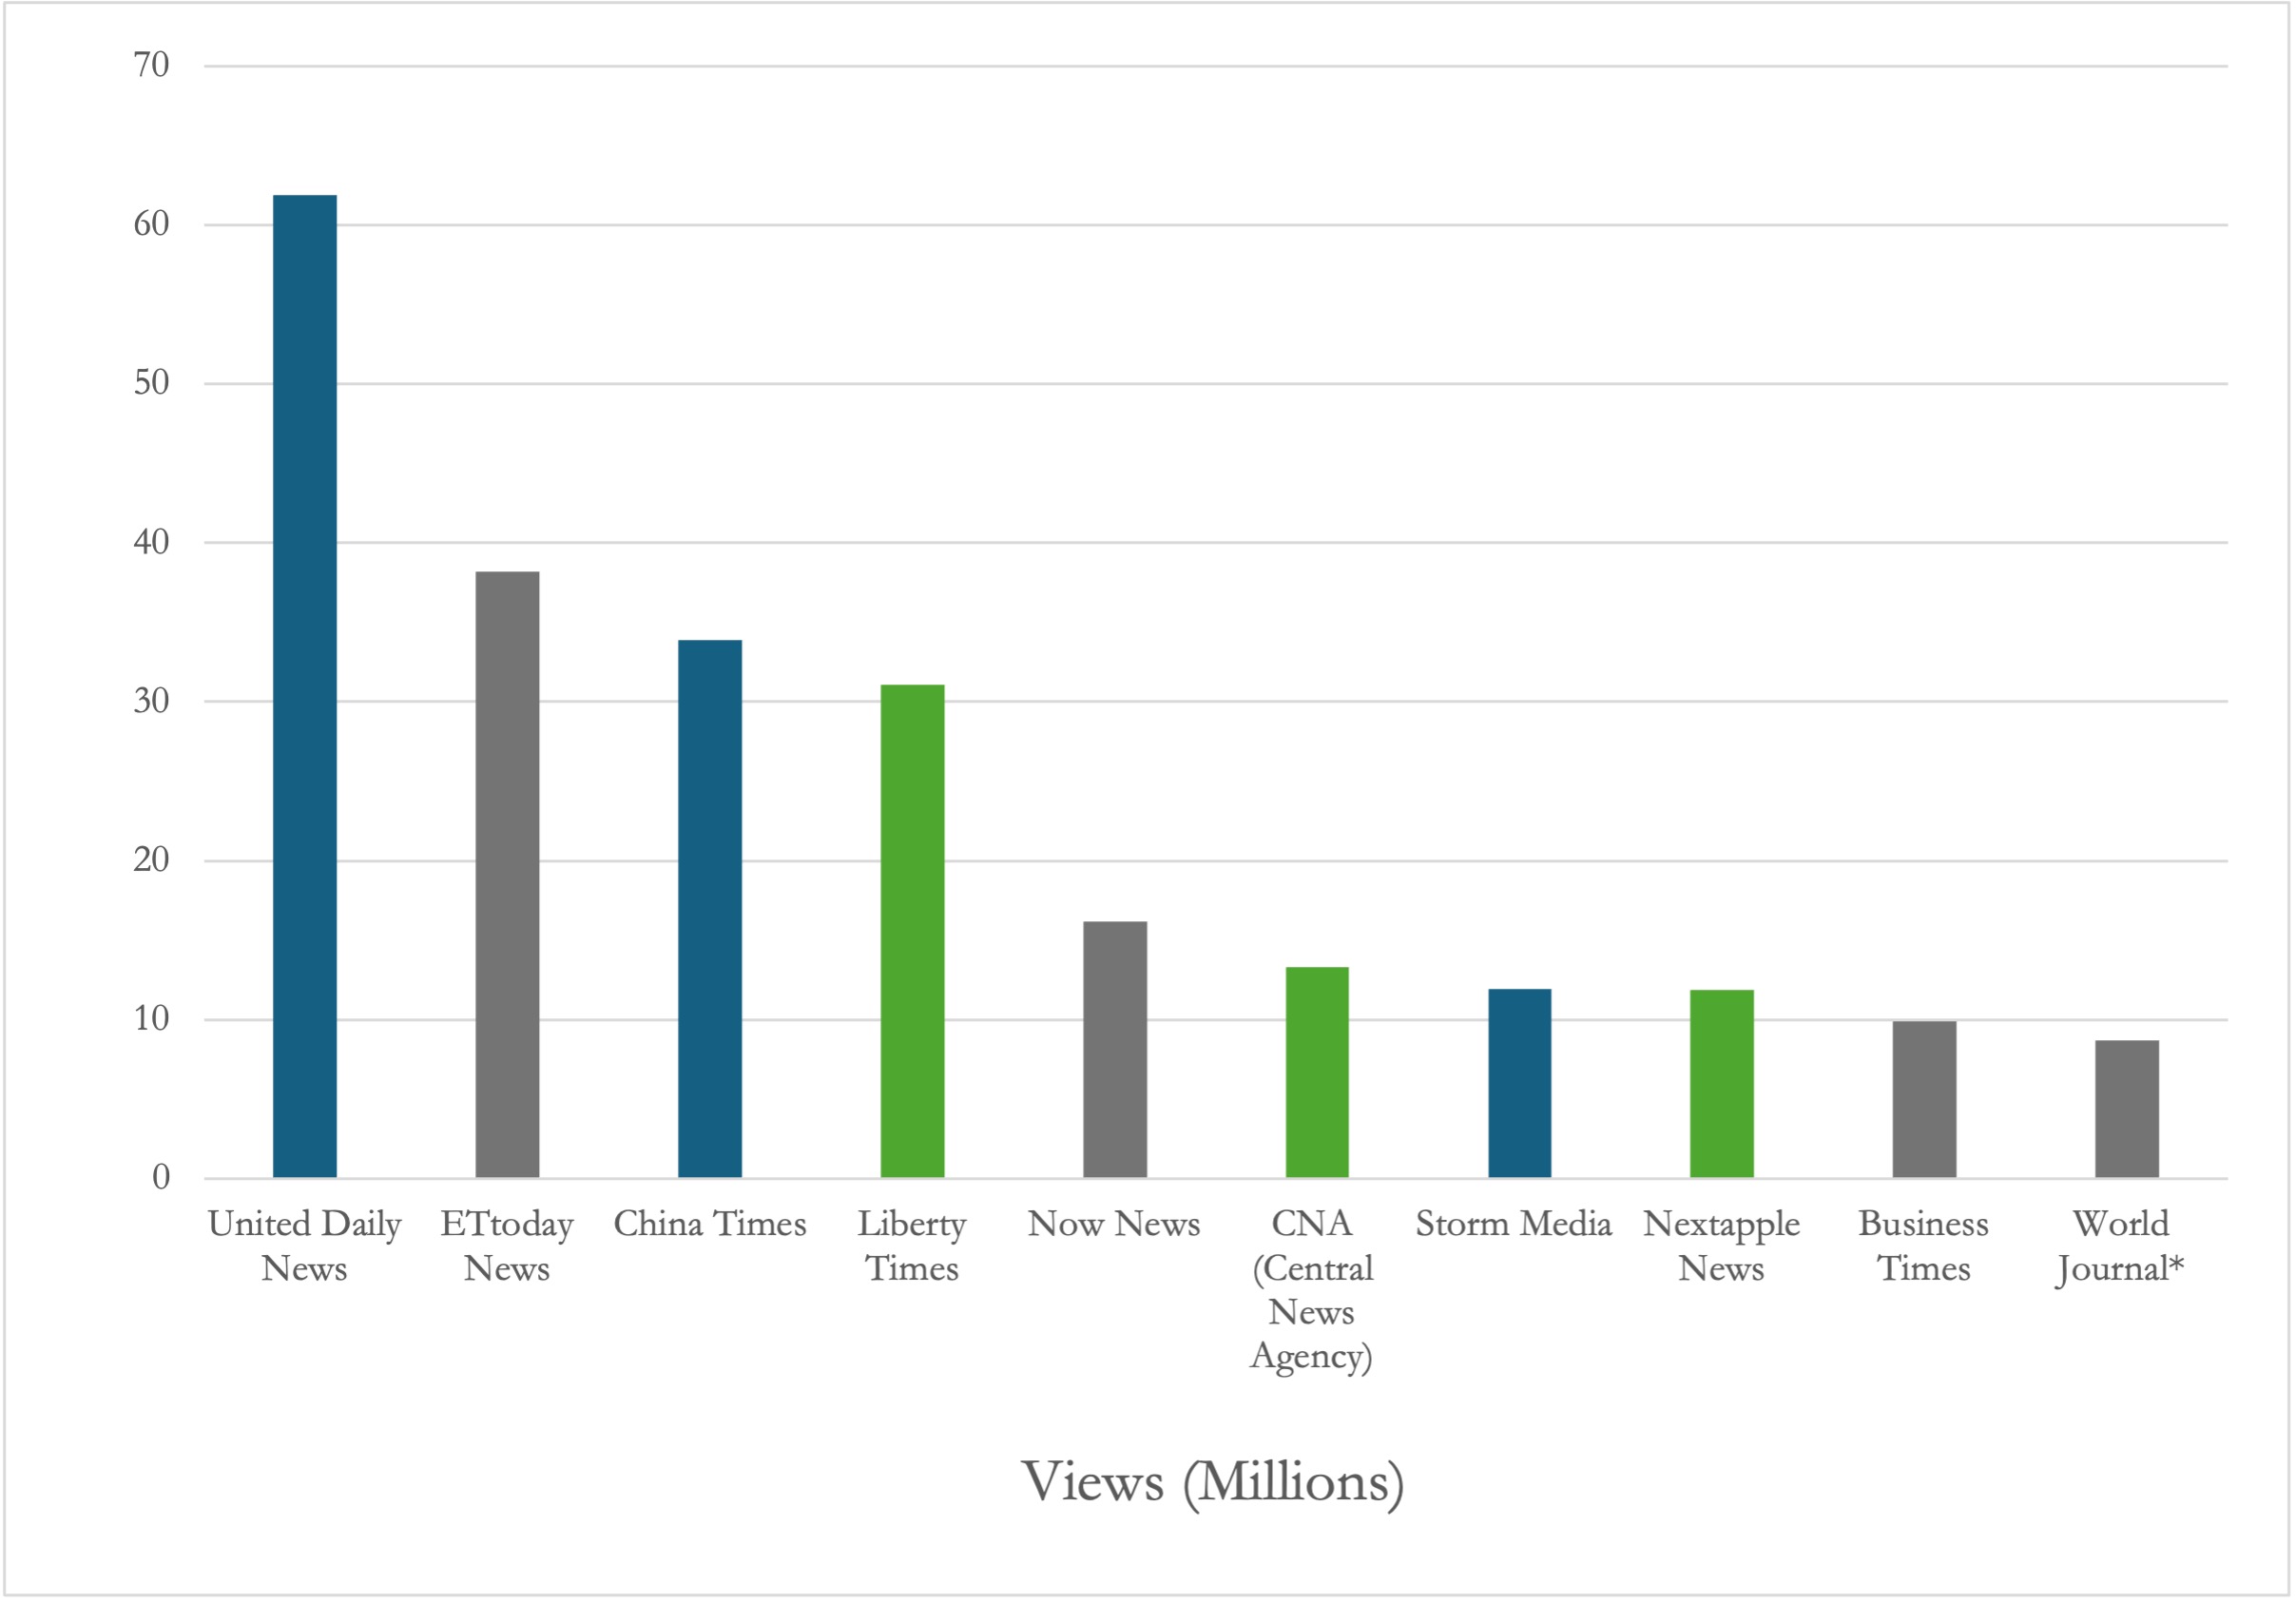 70
60
50
40
30
20
10
0
United Daily News
ETtoday News
China Times
Liberty Times
Now News
CNA (Central News Agency)
Storm Media
Nextapple News
Business Times
World Journal*
Views (Millions)